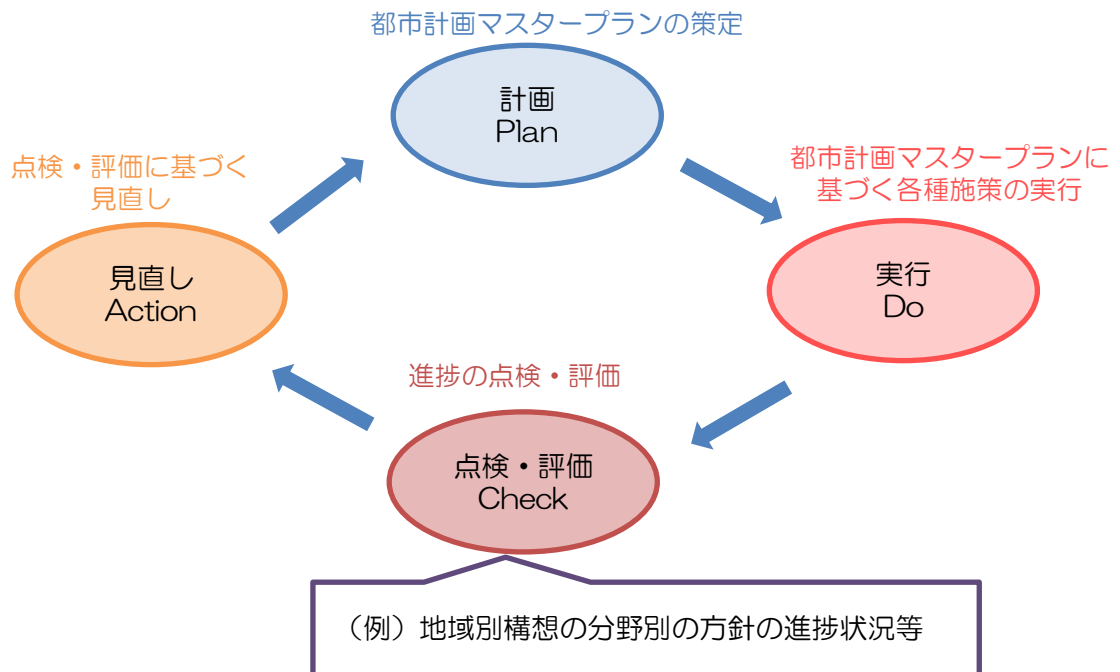 都市計画マスタープランの策定
計画
Plan
点検・評価に基づく
見直し
都市計画マスタープランに
基づく各種施策の実行
見直し
Action
実行
Do
進捗の点検・評価
点検・評価
Check
（例）地域別構想の分野別の方針の進捗状況等